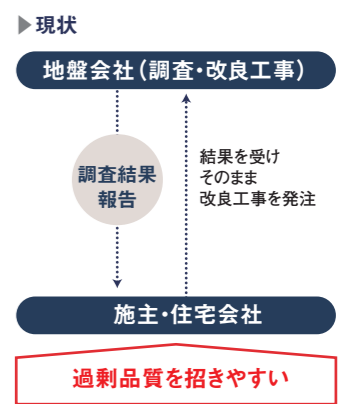 ▶現状
地盤会社（調査・改良工事）
調査結果
報告
結果を受け
そのまま
改良工事を発注
施主・住宅会社
過剰品質を招きやすい